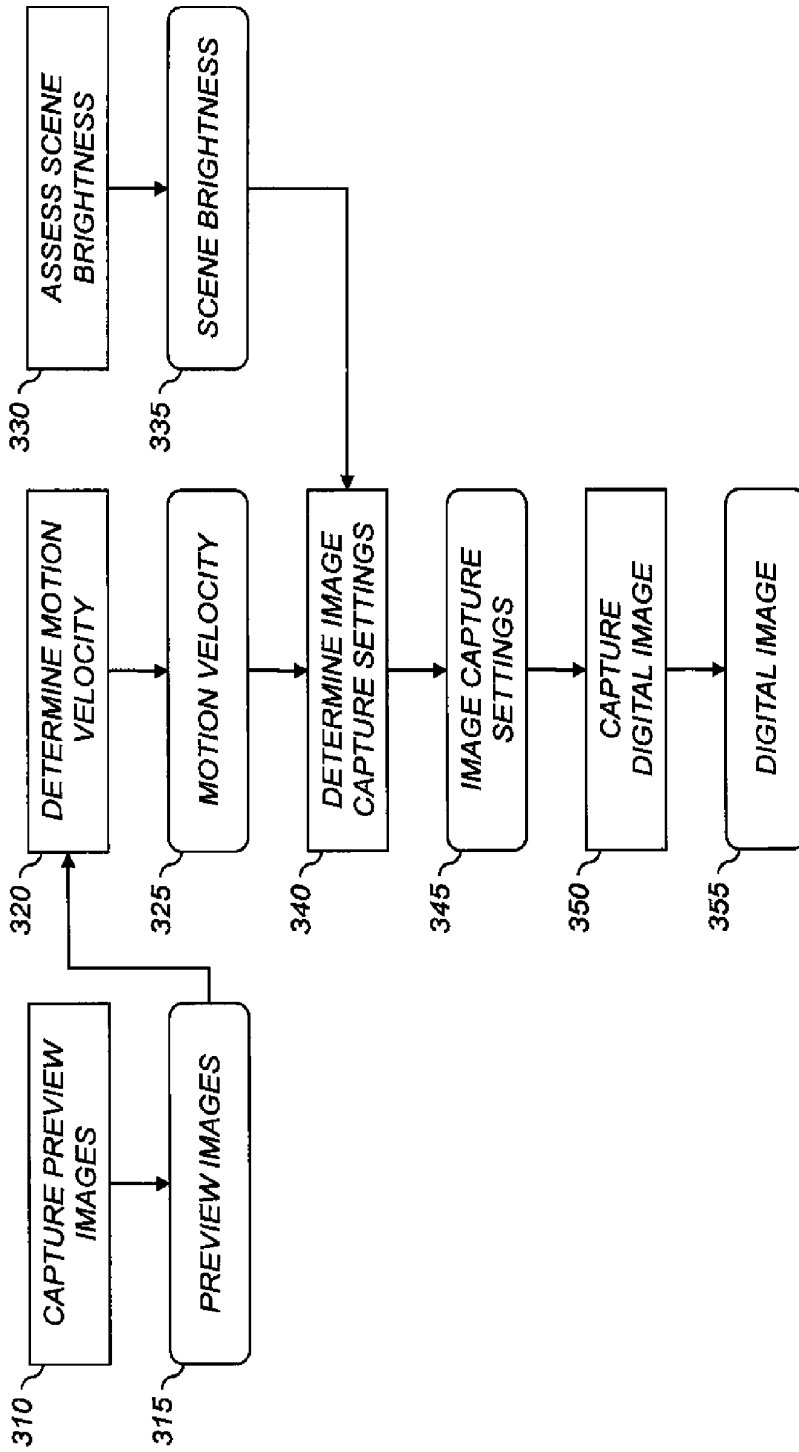 310
CAPTURE PREVIEW
IMAGES
315
PREVIEW IMAGES
320
DETERMINE MOTION
VELOCITY
325
MOTION VELOCITY
330
ASSESS SCENE
BRIGHTNESS
335
SCENE BRIGHTNESS
340
DETERMINE IMAGE
CAPTURE SETTINGS
345
IMAGE CAPTURE
SETTINGS
350
CAPTURE
DIGITAL IMAGE
355
DIGITAL IMAGE